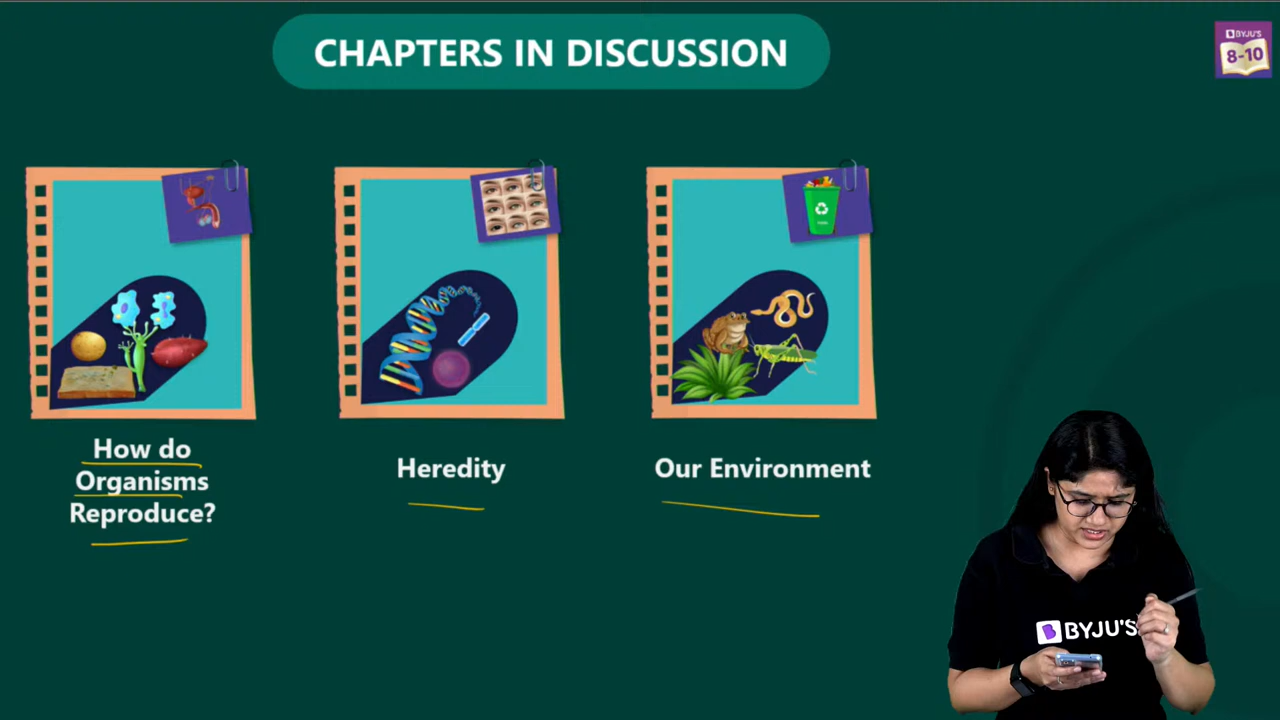 CHAPTERS IN DISCUSSION
BYJU'S
8-10
How do
Organisms
Reproduce?
Heredity
Our Environment
BYJU'S